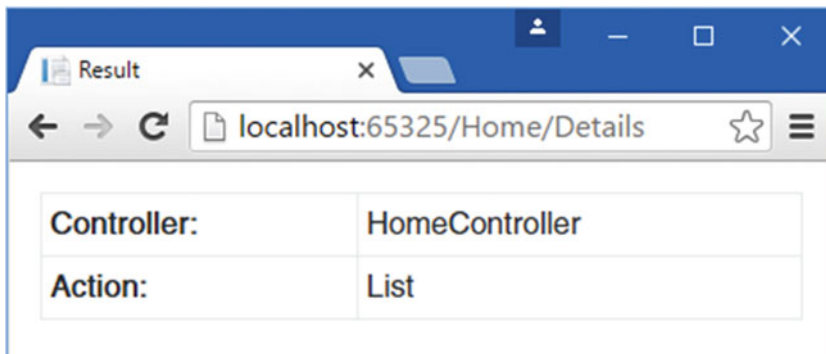 Result
localhost:65325/Home/Details
Controller: HomeController
Action: List